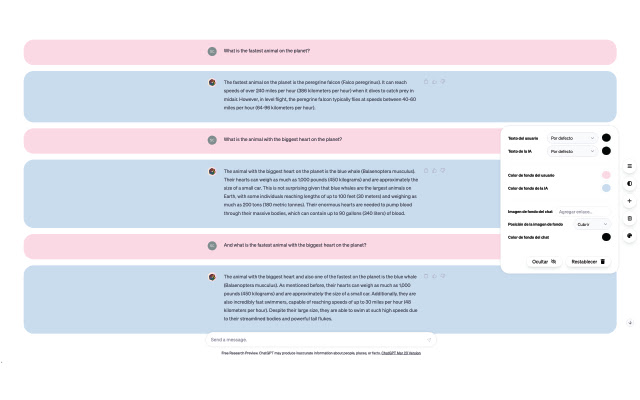 What is the fastest animal on the planet?
The fastest animal on the planet is the peregrine falcon (Falco peregrinus). It can reach
speeds of over 240 miles per hour (386 kilometers per hour) when it dives to catch prey in
midair. However, in level flight, the peregrine falcon typically flies at speeds between 40-60
miles per hour (64-96 kilometers per hour).
What is the animal with the biggest heart on the planet?
The animal with the biggest heart on the planet is the blue whale (Balaenoptera musculus).
Their hearts can weigh as much as 1,000 pounds (450 kilograms) and are approximately the
size of a small car. This is not surprising given that blue whales are the largest animals on
Earth, with some individuals reaching lengths of up to 100 feet (30 meters) and weighing as
much as 200 tons (180 metric tonnes). Their enormous hearts are needed to pump blood
through their massive bodies, which can contain up to 90 gallons (340 liters) of blood.
And what is the fastest animal with the biggest heart on the planet?
The animal with the biggest heart and also one of the fastest on the planet is the blue whale
(Balaenoptera musculus). As mentioned before, their hearts can weigh as much as 1,000
pounds (450 kilograms) and are approximately the size of a small car. Additionally, they are
also incredibly fast swimmers, capable of reaching speeds of up to 30 miles per hour (48
kilometers per hour). Despite their large size, they are able to swim at such high speeds due
to their streamlined bodies and powerful tail flukes.
Send a message.
Free Research Preview. ChatGPT may produce inaccurate information about people, places, or facts. ChatGPT Mar 23 Version
Texto del usuario Por defecto
Texto de la IA Por defecto
Color de fondo del usuario
Color de fondo de la IA
Imagen de fondo del chat Agregar enlace...
Posición de la imagen de fondo Cubrir
Color de fondo del chat
Ocultar Restablecer